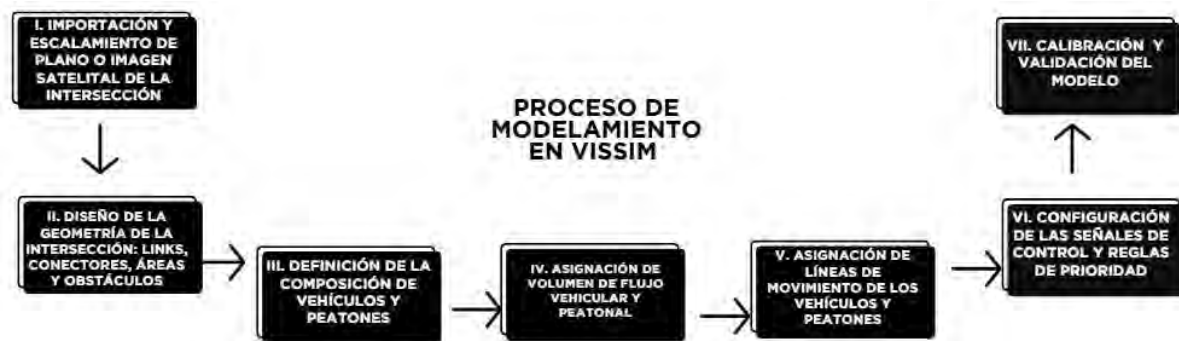 PROCESO DE
MODELAMIENTO
EN VISSIM
I. IMPORTACIÓN Y
ESCALAMIENTO DE
PLANO O IMAGEN
SATELITAL DE LA
INTERSECCIÓN
II. DISEÑO DE LA
GEOMETRÍA DE LA
INTERSECCIÓN: LINKS,
CONECTORES, ÁREAS
Y OBSTÁCULOS
III. DEFINICIÓN DE LA
COMPOSICIÓN DE
VEHÍCULOS Y
PEATONES
IV. ASIGNACIÓN DE
VOLUMEN DE FLUJO
VEHICULAR Y
PEATONAL
V. ASIGNACIÓN DE
LÍNEAS DE
MOVIMIENTO DE LOS
VEHÍCULOS Y
PEATONES
VI. CONFIGURACIÓN
DE LAS SEÑALES DE
CONTROL Y REGLAS
DE PRIORIDAD
VII. CALIBRACIÓN Y
VALIDACIÓN DEL
MODELO